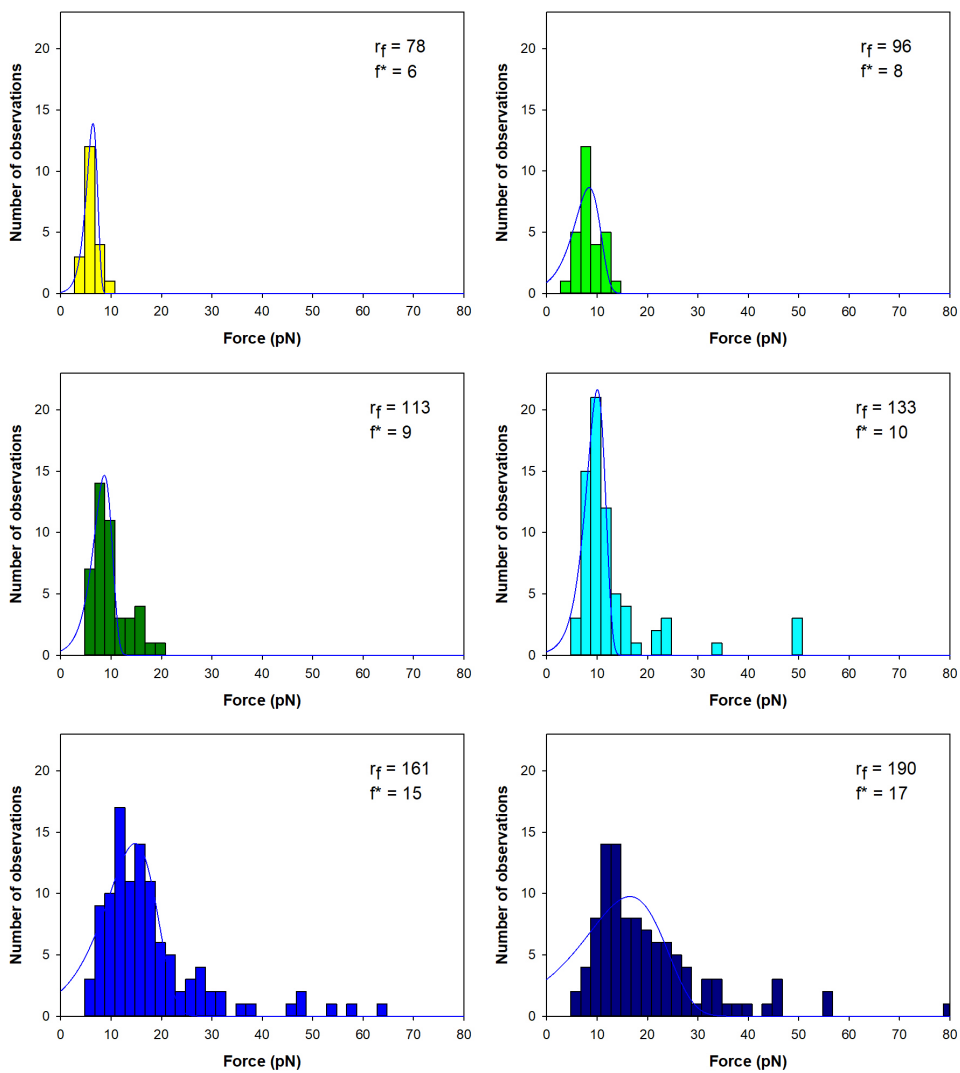 r_f = 78
f* = 6
Number of observations
20
15
10
5
0
0 10 20 30 40 50 60 70 80
Force (pN)
r_f = 96
f* = 8
Number of observations
20
15
10
5
0
0 10 20 30 40 50 60 70 80
Force (pN)
r_f = 113
f* = 9
Number of observations
20
15
10
5
0
0 10 20 30 40 50 60 70 80
Force (pN)
r_f = 133
f* = 10
Number of observations
20
15
10
5
0
0 10 20 30 40 50 60 70 80
Force (pN)
r_f = 161
f* = 15
Number of observations
20
15
10
5
0
0 10 20 30 40 50 60 70 80
Force (pN)
r_f = 190
f* = 17
Number of observations
20
15
10
5
0
0 10 20 30 40 50 60 70 80
Force (pN)